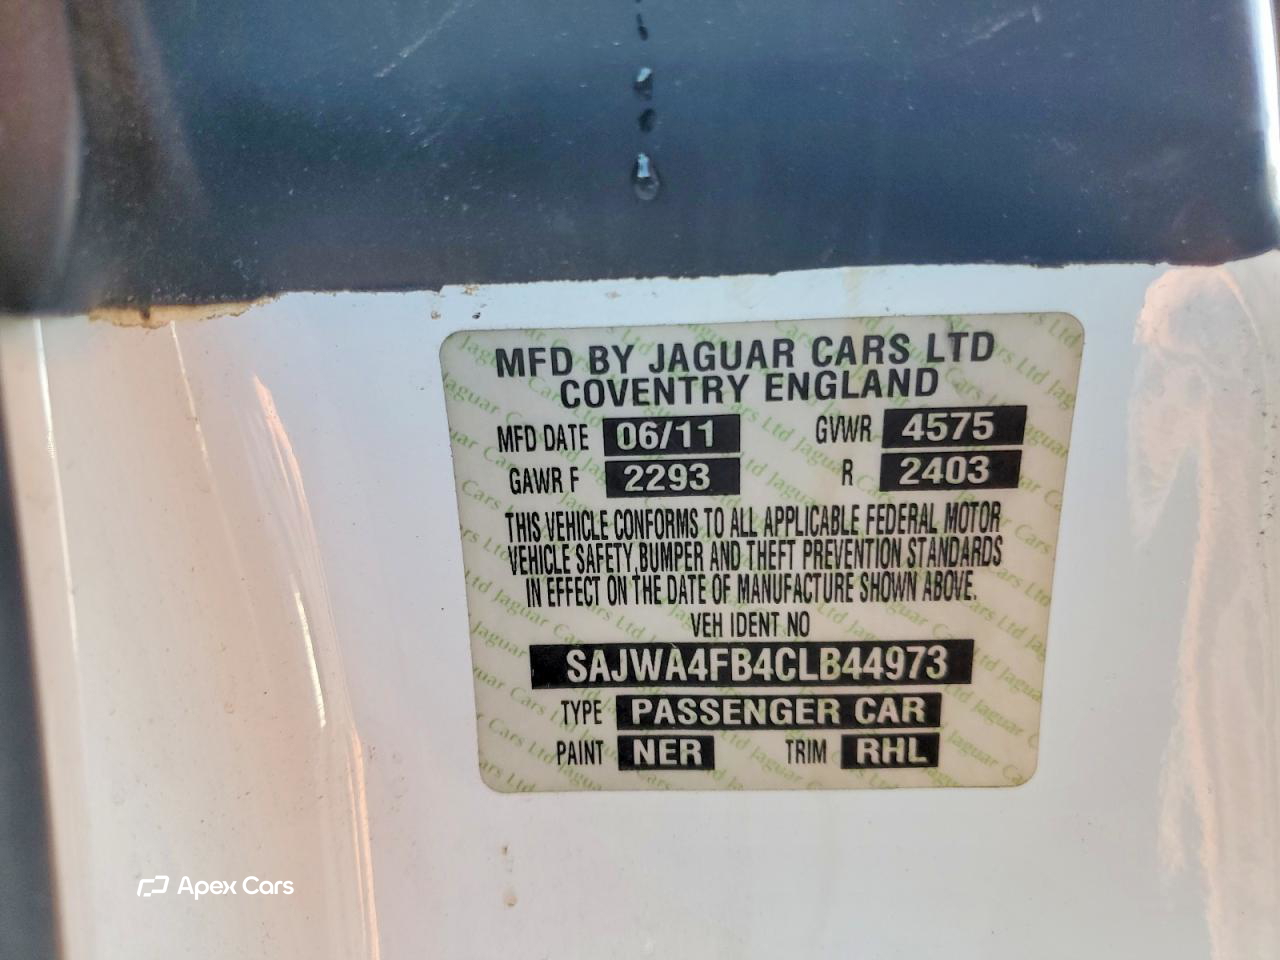 MFD BY JAGUAR CARS LTD
COVENTRY ENGLAND
MFD DATE 06/11 GVWR 4575
GAWR F 2293 R 2403
THIS VEHICLE CONFORMS TO ALL APPLICABLE FEDERAL MOTOR
VEHICLE SAFETY, BUMPER AND THEFT PREVENTION STANDARDS
IN EFFECT ON THE DATE OF MANUFACTURE SHOWN ABOVE.
VEH IDENT NO
SAJWA4FB4CLB44973
TYPE PASSENGER CAR
PAINT NER TRIM RHL
Apex Cars